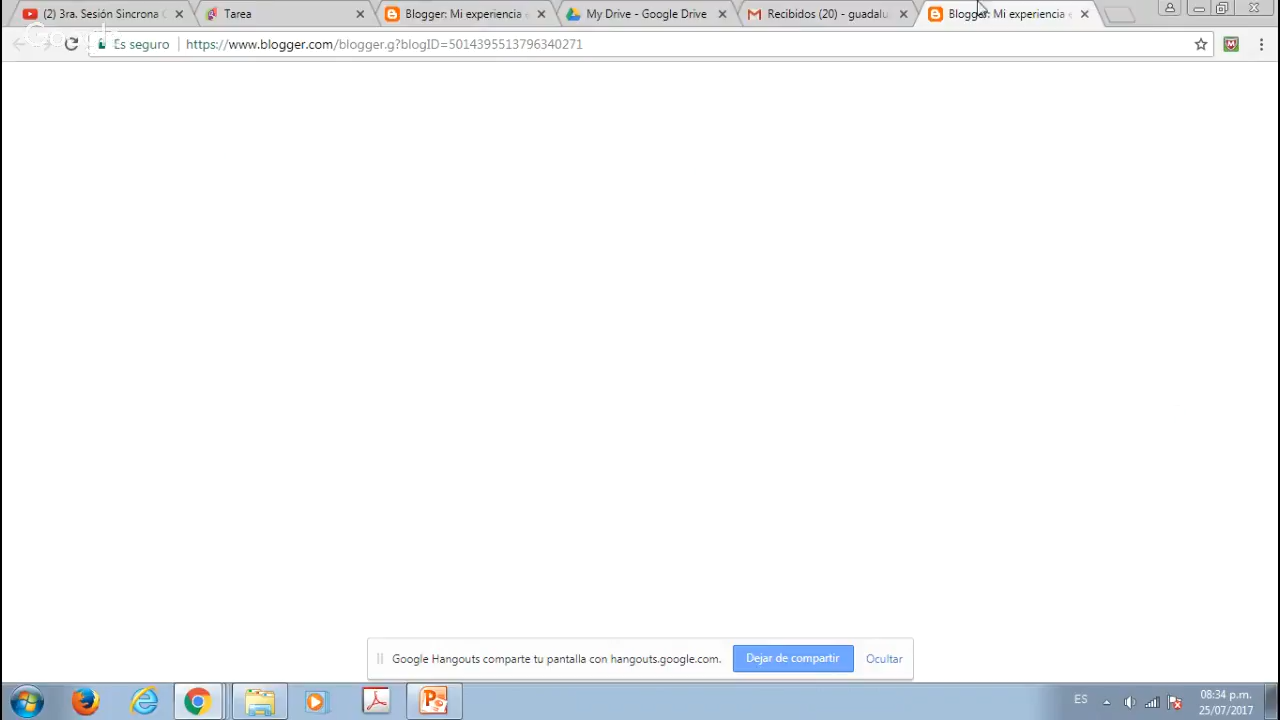 (2) 3ra. Sesión Sincrona
Tarea
Blogger: Mi experiencia
My Drive - Google Drive
Recibidos (20) - guadalu
Blogger: Mi experiencia
Google
Es seguro
https://www.blogger.com/blogger.g?blogID=5014395513796340271
Google Hangouts comparte tu pantalla con hangouts.google.com.
Dejar de compartir
Ocultar
ES
08:34 p.m.
25/07/2017